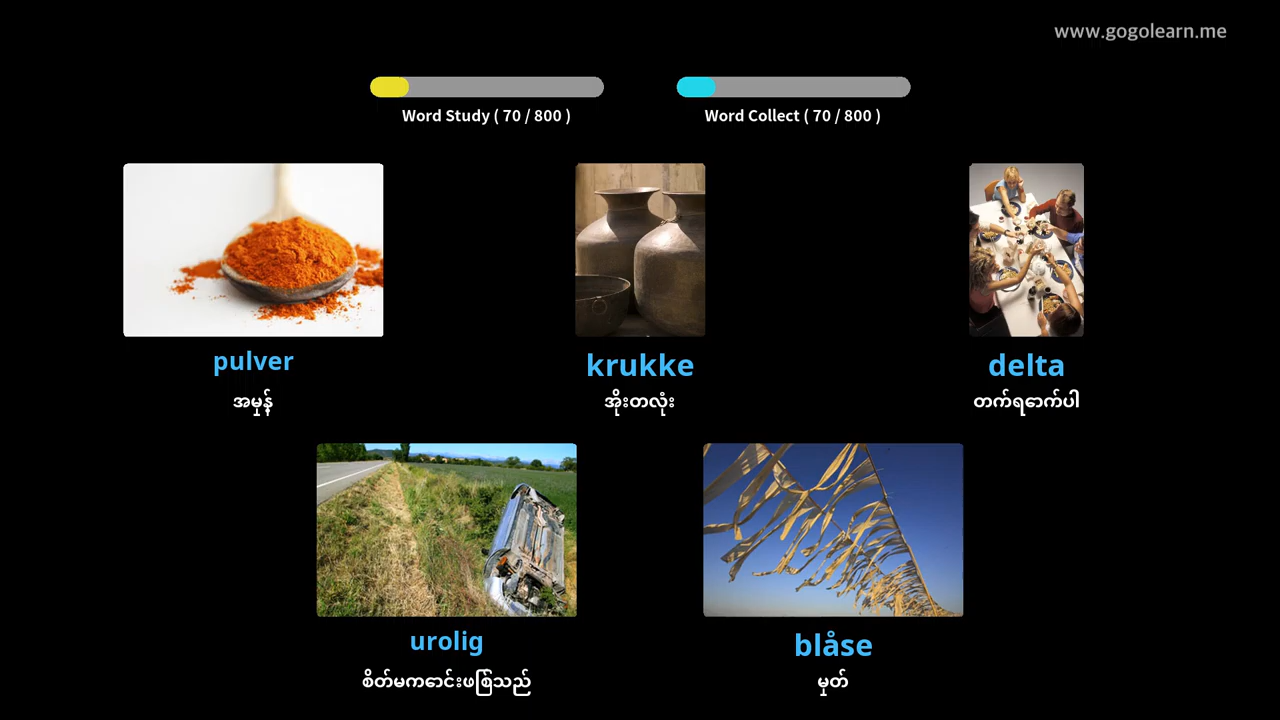 www.gogolearn.me
Word Study ( 70 / 800 )
Word Collect ( 70 / 800 )
pulver
အမှုန့်
krukke
အိုးတလုံး
delta
တက်ရောက်ပါ
urolig
စိတ်မကောင်းဖြစ်သည်
blåse
မှုတ်